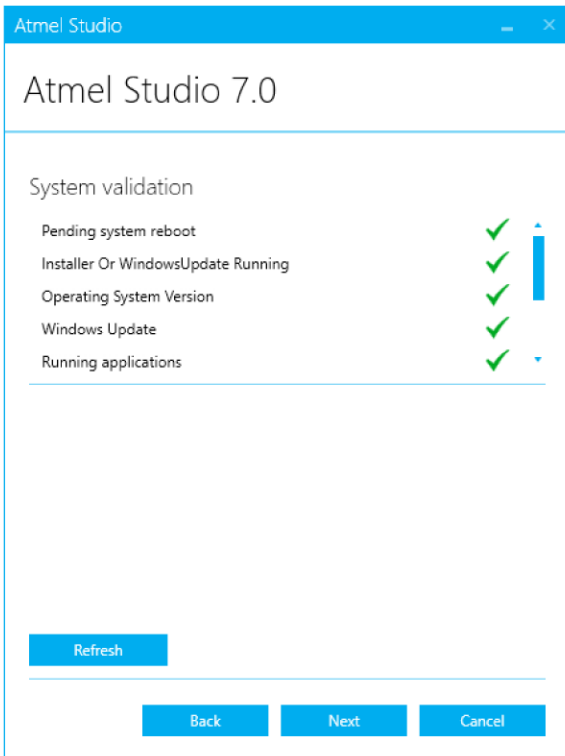 Atmel Studio
Atmel Studio 7.0
System validation
Pending system reboot
Installer Or WindowsUpdate Running
Operating System Version
Windows Update
Running applications
Refresh
Back Next Cancel